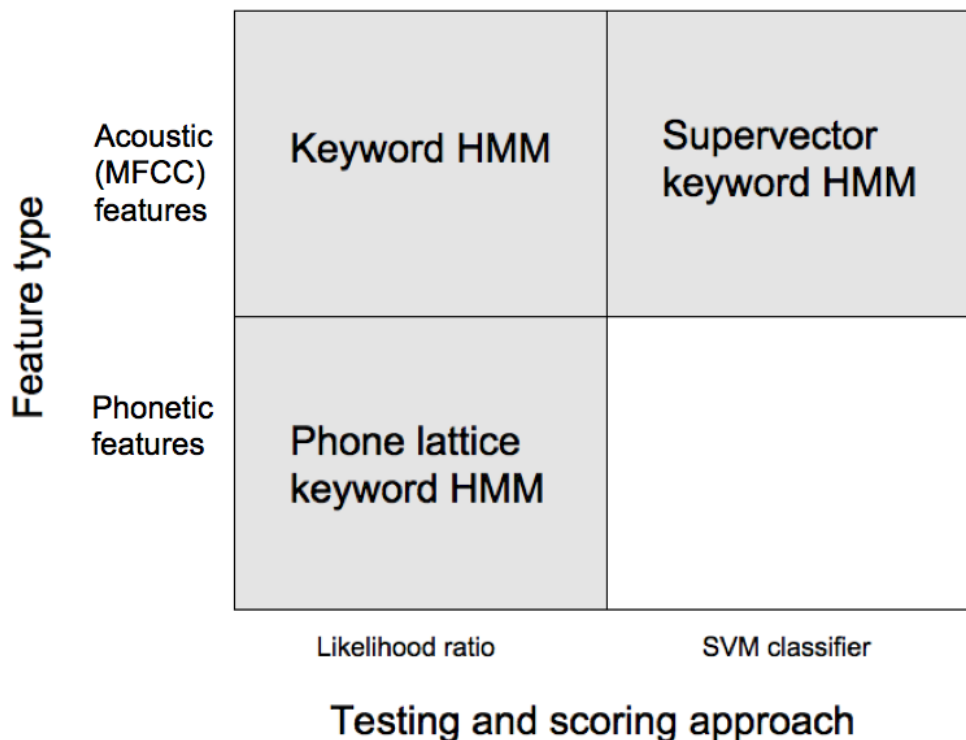 Feature type
Acoustic
(MFCC)
features
Keyword HMM
Supervector
keyword HMM
Phonetic
features
Phone lattice
keyword HMM
Likelihood ratio
SVM classifier
Testing and scoring approach